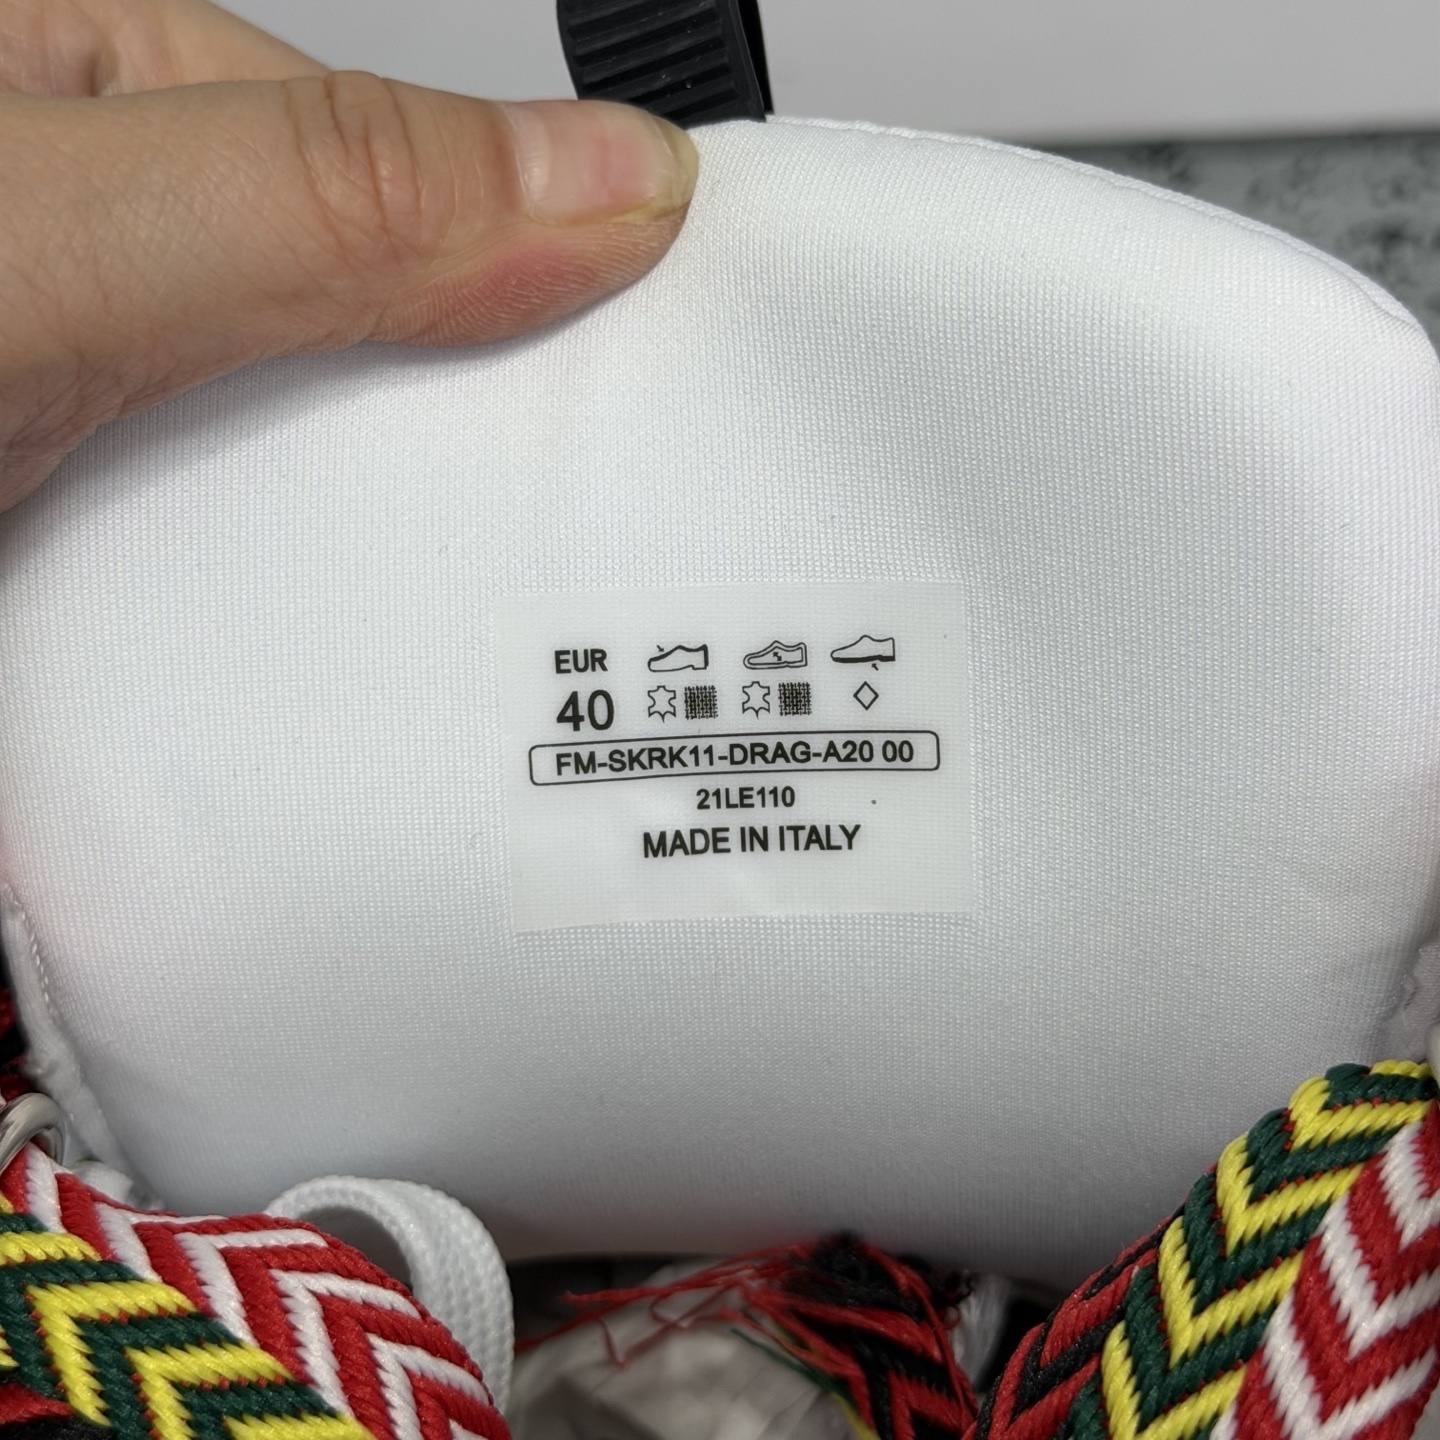 EUR
40
FM-SKRK11-DRAG-A20 00
21LE110
MADE IN ITALY